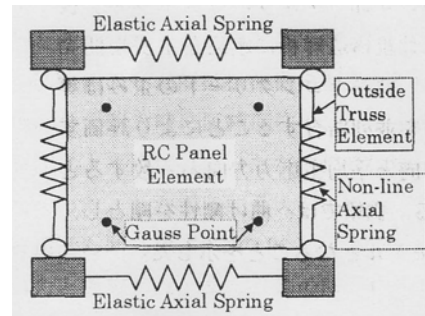 Elastic Axial Spring
Outside
Truss
Element
RC Panel
Element
Non-line
Axial
Spring
Gauss Point
Elastic Axial Spring